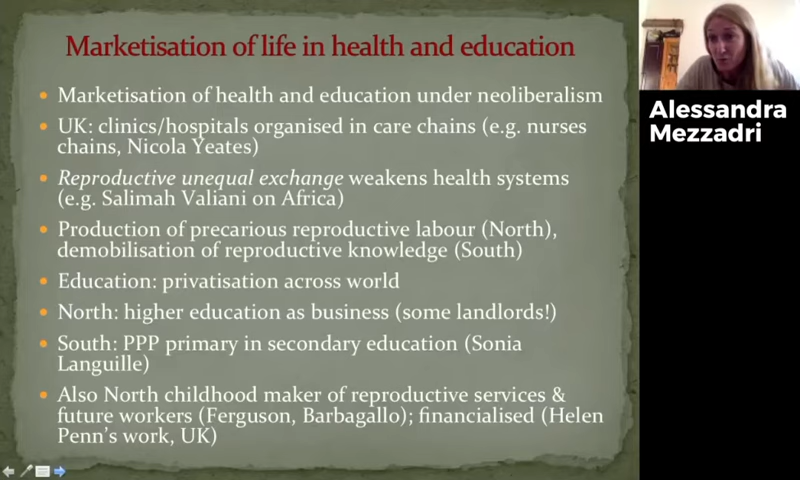 Marketisation of life in health and education
• Marketisation of health and education under neoliberalism
• UK: clinics/hospitals organised in care chains (e.g. nurses
chains, Nicola Yeates)
• Reproductive unequal exchange weakens health systems
(e.g. Salimah Valiani on Africa)
• Production of precarious reproductive labour (North),
demobilisation of reproductive knowledge (South)
• Education: privatisation across world
• North: higher education as business (some landlords!)
• South: PPP primary in secondary education (Sonia
Languille)
• Also North childhood maker of reproductive services &
future workers (Ferguson, Barbagallo); financialised (Helen
Penn's work, UK)
Alessandra
Mezzadri